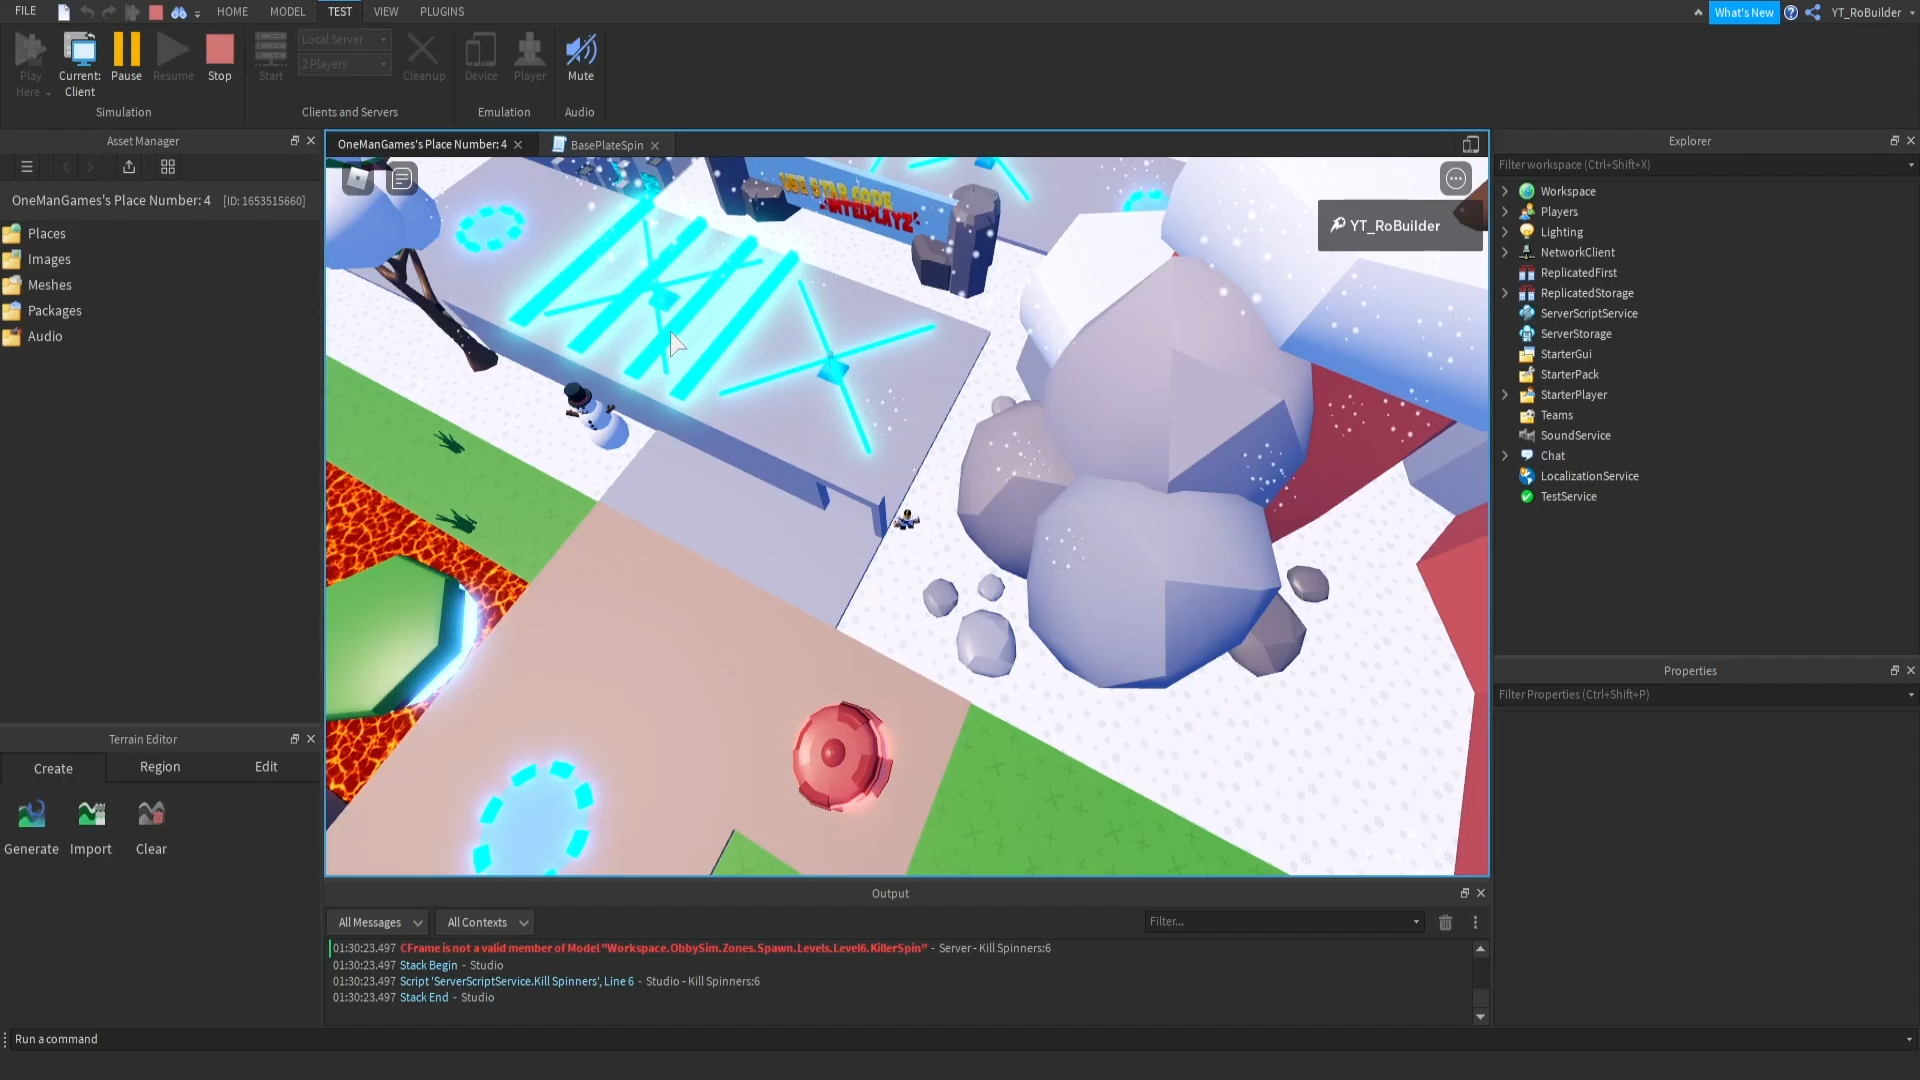 FILE HOME MODEL TEST VIEW PLUGINS What's New YT_RoBuilder
Local Server
2 Players
Play Here
Current: Client
Pause
Resume
Stop
Start
Cleanup
Device
Player
Mute
Simulation
Clients and Servers
Emulation
Audio
Asset Manager
OneManGames's Place Number: 4 [ID: 1653515660]
Places
Images
Meshes
Packages
Audio
Terrain Editor
Create Region Edit
Generate Import Clear
OneManGames's Place Number: 4
BasePlateSpin
USE STAR CODE
INTELPLAYZ
YT_RoBuilder
Output
All Messages All Contexts Filter...
01:30:23.497 CFrame is not a valid member of Model "Workspace.ObbySim.Zones.Spawn.Levels.Level6.KillerSpin" - Server - Kill Spinners:6
01:30:23.497 Stack Begin - Studio
01:30:23.497 Script 'ServerScriptService.Kill Spinners', Line 6 - Studio - Kill Spinners:6
01:30:23.497 Stack End - Studio
Explorer
Filter workspace (Ctrl+Shift+X)
Workspace
Players
Lighting
NetworkClient
ReplicatedFirst
ReplicatedStorage
ServerScriptService
ServerStorage
StarterGui
StarterPack
StarterPlayer
Teams
SoundService
Chat
LocalizationService
TestService
Properties
Filter Properties (Ctrl+Shift+P)
Run a command